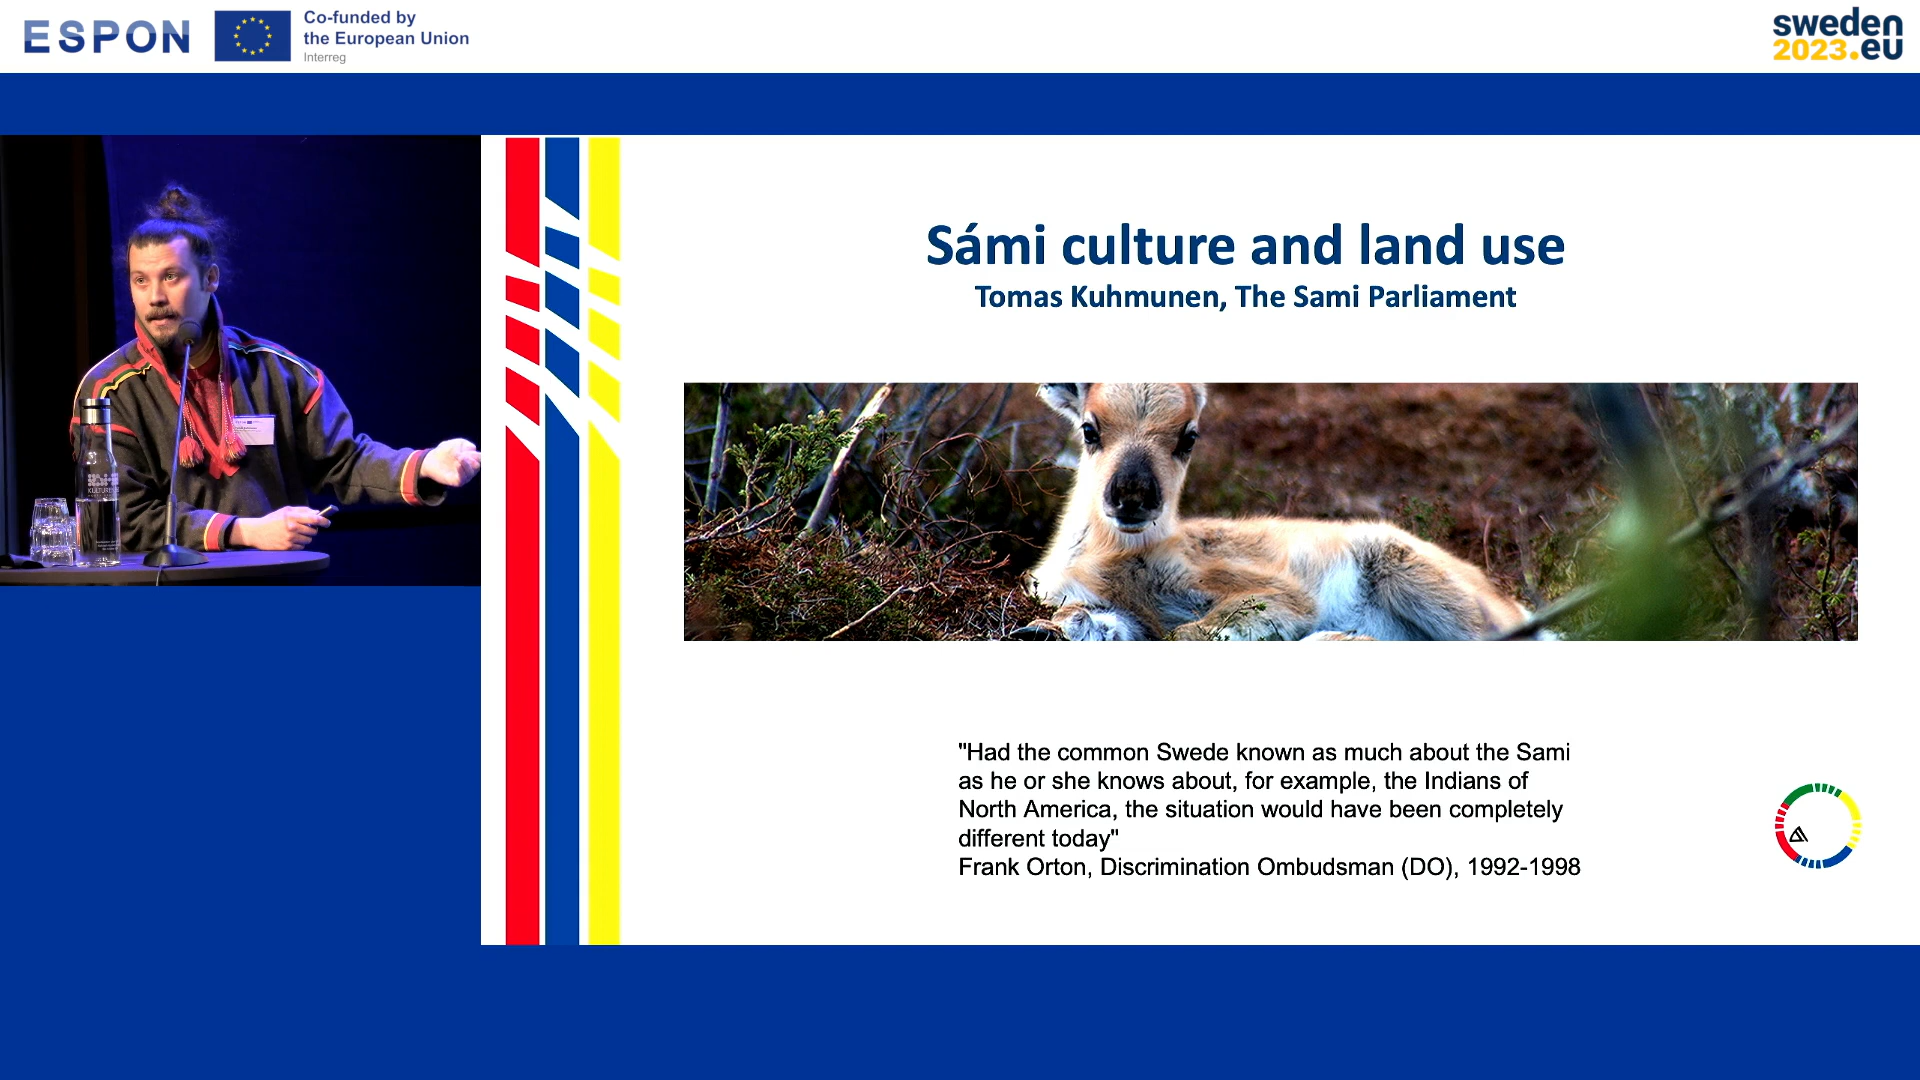 ESPON
Co-funded by
the European Union
Interreg
sweden
2023.eu
Sámi culture and land use
Tomas Kuhmunen, The Sami Parliament
"Had the common Swede known as much about the Sami
as he or she knows about, for example, the Indians of
North America, the situation would have been completely
different today"
Frank Orton, Discrimination Ombudsman (DO), 1992-1998